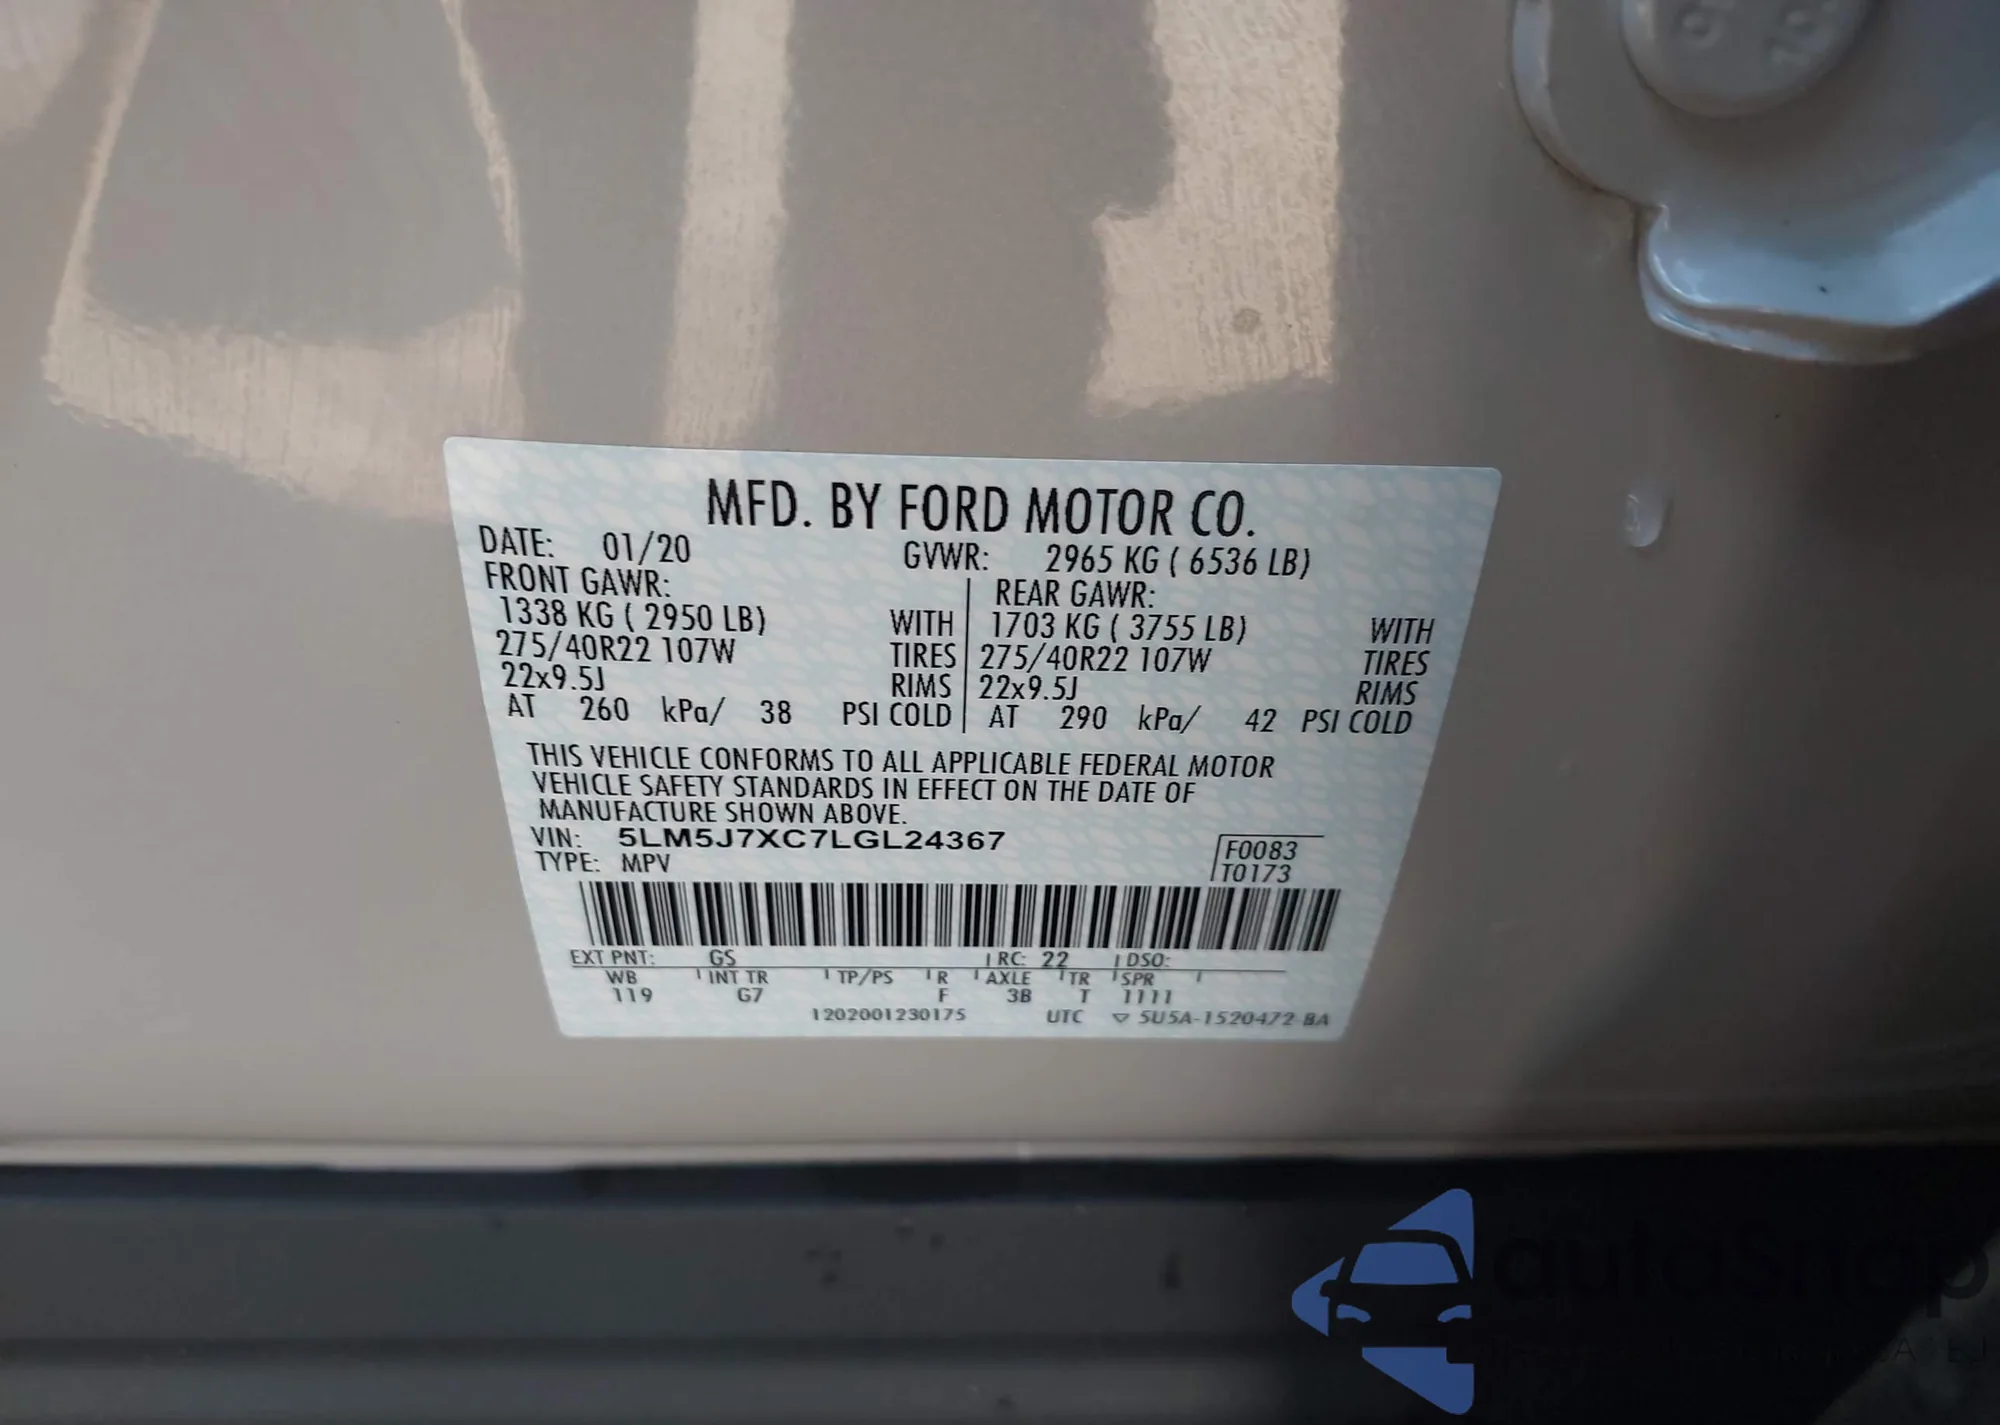 MFD. BY FORD MOTOR CO.
DATE: 01/20 GVWR: 2965 KG ( 6536 LB)
FRONT GAWR: REAR GAWR:
1338 KG ( 2950 LB) WITH 1703 KG ( 3755 LB) WITH
275/40R22 107W TIRES 275/40R22 107W TIRES
22x9.5J RIMS 22x9.5J RIMS
AT 260 kPa/ 38 PSI COLD AT 290 kPa/ 42 PSI COLD
THIS VEHICLE CONFORMS TO ALL APPLICABLE FEDERAL MOTOR
VEHICLE SAFETY STANDARDS IN EFFECT ON THE DATE OF
MANUFACTURE SHOWN ABOVE.
VIN: 5LM5J7XC7LGL24367 F0083
TYPE: MPV T0173
EXT PNT: GS RC: 22 DSO:
WB INT TR TP/PS R AXLE TR SPR
119 G7 F 3B T 1111
1202001230175 UTC ▽ 5U5A-1520472-BA
autoSnap